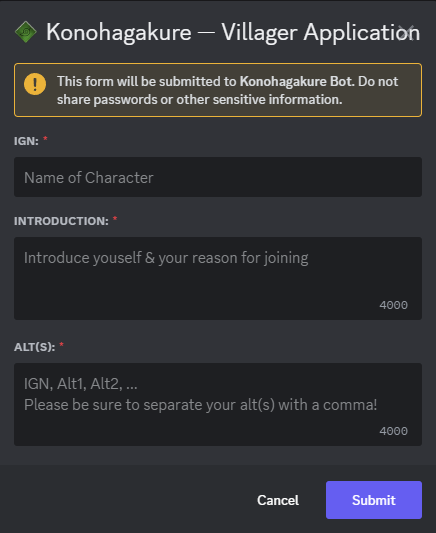 Konohagakure — Villager Application
This form will be submitted to Konohagakure Bot. Do not
share passwords or other sensitive information.
IGN: *
Name of Character
INTRODUCTION: *
Introduce youself & your reason for joining
4000
ALT(S): *
IGN, Alt1, Alt2, ...
Please be sure to separate your alt(s) with a comma!
4000
Cancel
Submit